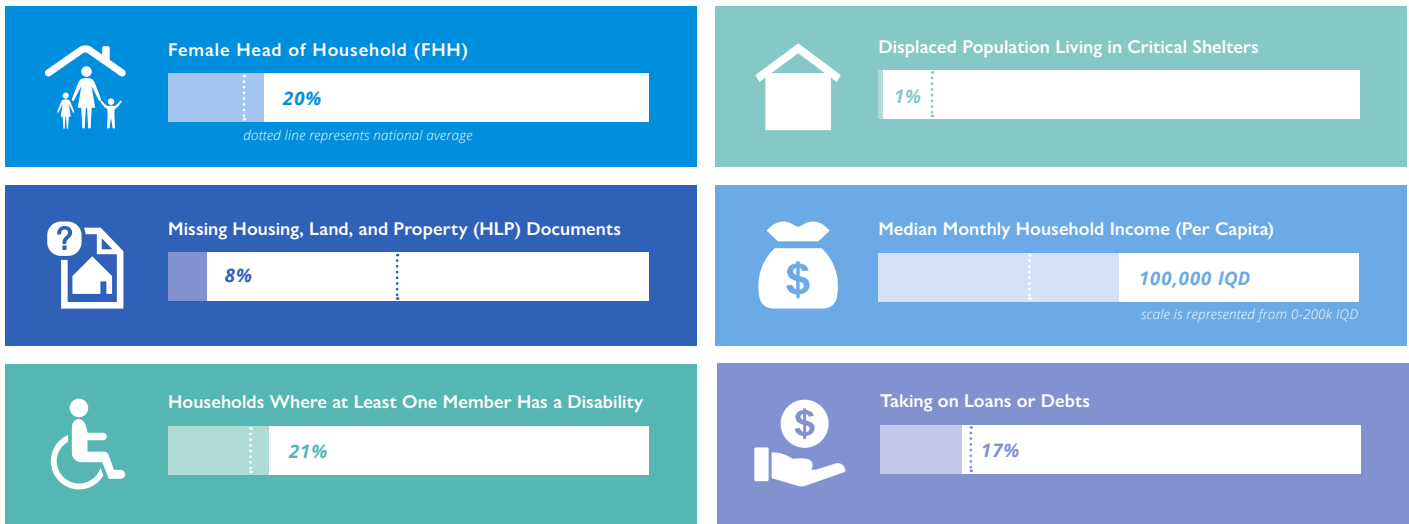 Female Head of Household (FHH)
20%
dotted line represents national average
Displaced Population Living in Critical Shelters
1%
?
Missing Housing, Land, and Property (HLP) Documents
8%
$
Median Monthly Household Income (Per Capita)
100,000 IQD
scale is represented from 0-200k IQD
Households Where at Least One Member Has a Disability
21%
$
Taking on Loans or Debts
17%